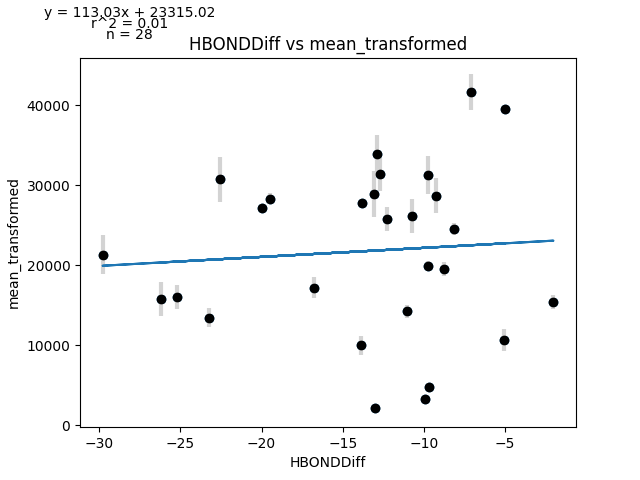 y = 113.03x + 23315.02
r^2 = 0.01
n = 28
HBONDDiff vs mean_transformed
mean_transformed
40000
30000
20000
10000
0
−30
−25
−20
−15
−10
−5
HBONDDiff